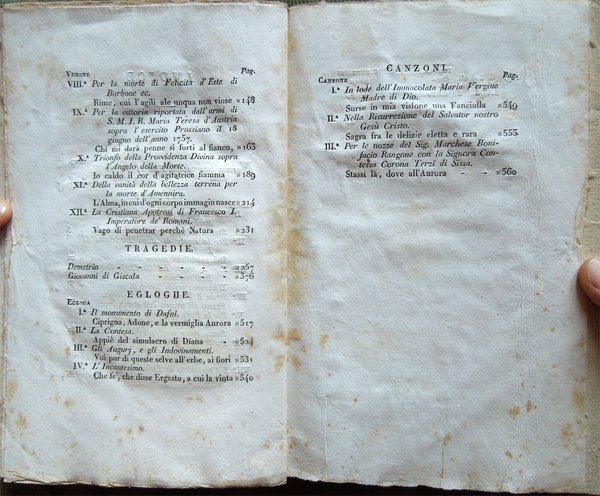 Visione Pag.
VIII.ª Per la morte di Felicita d'Este di
Borbone ec.
Rime, cui l'agili ale unqua non vinse » 148
IX.ª Per la vittoria riportata dall'armi di
S. M. I. R. Maria Teresa d'Austria
sopra l'esercito Prussiano il 18
giugno dell'anno 1757.
Chi mi darà penne sì forti al fianco, » 165
X.ª Trionfo della Provvidenza Divina sopra
l'Angelo della Morte.
In caldo il cor d'agitatrice fiamma » 189
XI.ª Della vanità della bellezza terrena per
la morte d'Amennira.
L'Alma, in cui d'ogni corpo immagin nasce » 214
XII.ª La Cristiana Apoteosi di Francesco I.
Imperatore de' Romani.
Vago di penetrar perchè Natura » 231
TRAGEDIE.
Demetrio - - - - - - » 257
Giovanni di Giscala - - - - » 376
EGLOGHE.
Egloga
I.ª Il monumento di Dafni.
Ciprigna, Adone, e la vermiglia Aurora » 517
II.ª La Contesa.
Appiè del simulacro di Diana - » 524
III.ª Gli Augurj, e gli Indovinamenti.
Voi pur di queste selve all'erbe, ai fiori » 531
IV.ª L'Incantesimo.
Che fe', che disse Ergasto, a cui la vinta » 540
CANZONI.
Canzone Pag.
I.ª In lode dell'Immacolata Maria Vergine
Madre di Dio.
Surse in mia visione una Fanciulla » 549
II.ª Nella Risurrezione del Salvator nostro
Gesù Cristo.
Sagra fra le delizie eletta e rara » 555
III.ª Per le nozze del Sig. Marchese Boni-
facio Rangone con la Signora Con-
tessa Corona Terzi di Sissa.
Stassi là, dove all'Aurora » 560